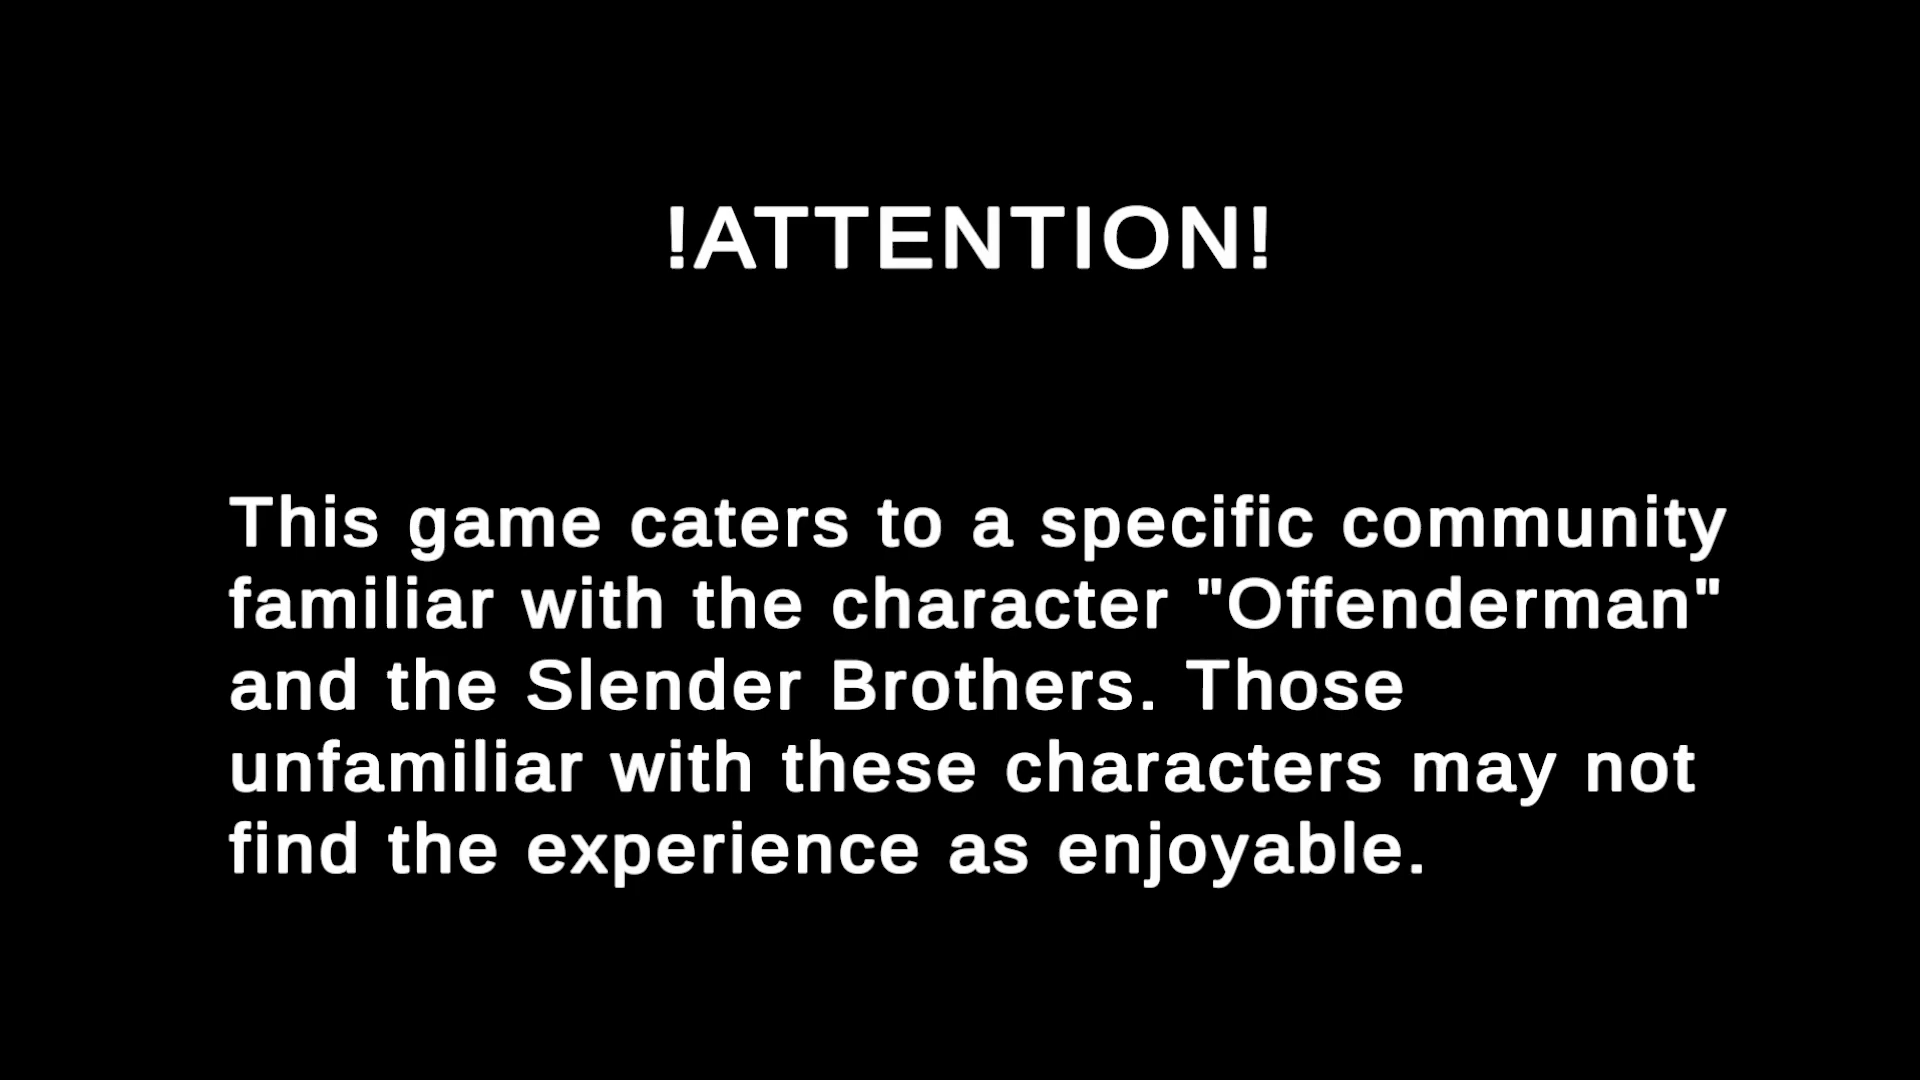 !ATTENTION!
This game caters to a specific community
familiar with the character "Offenderman"
and the Slender Brothers. Those
unfamiliar with these characters may not
find the experience as enjoyable.